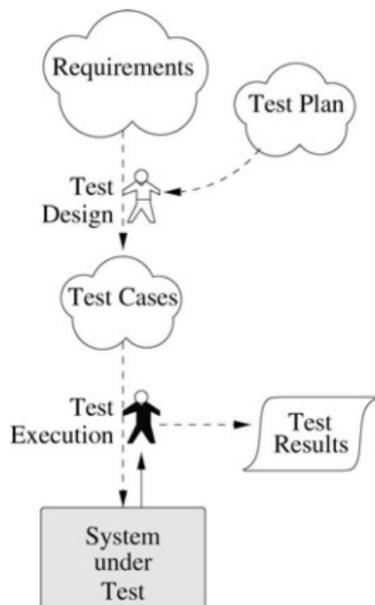 Requirements
Test Plan
Test
Design
Test Cases
Test
Execution
Test
Results
System
under
Test